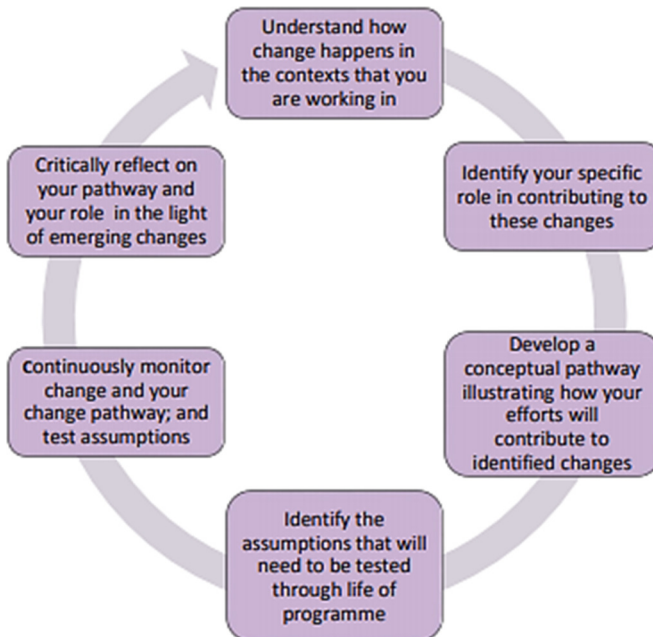 Understand how
change happens in
the contexts that you
are working in
Identify your specific
role in contributing to
these changes
Develop a
conceptual pathway
illustrating how your
efforts will
contribute to
identified changes
Identify the
assumptions that will
need to be tested
through life of
programme
Continuously monitor
change and your
change pathway; and
test assumptions
Critically reflect on
your pathway and
your role in the light
of emerging changes